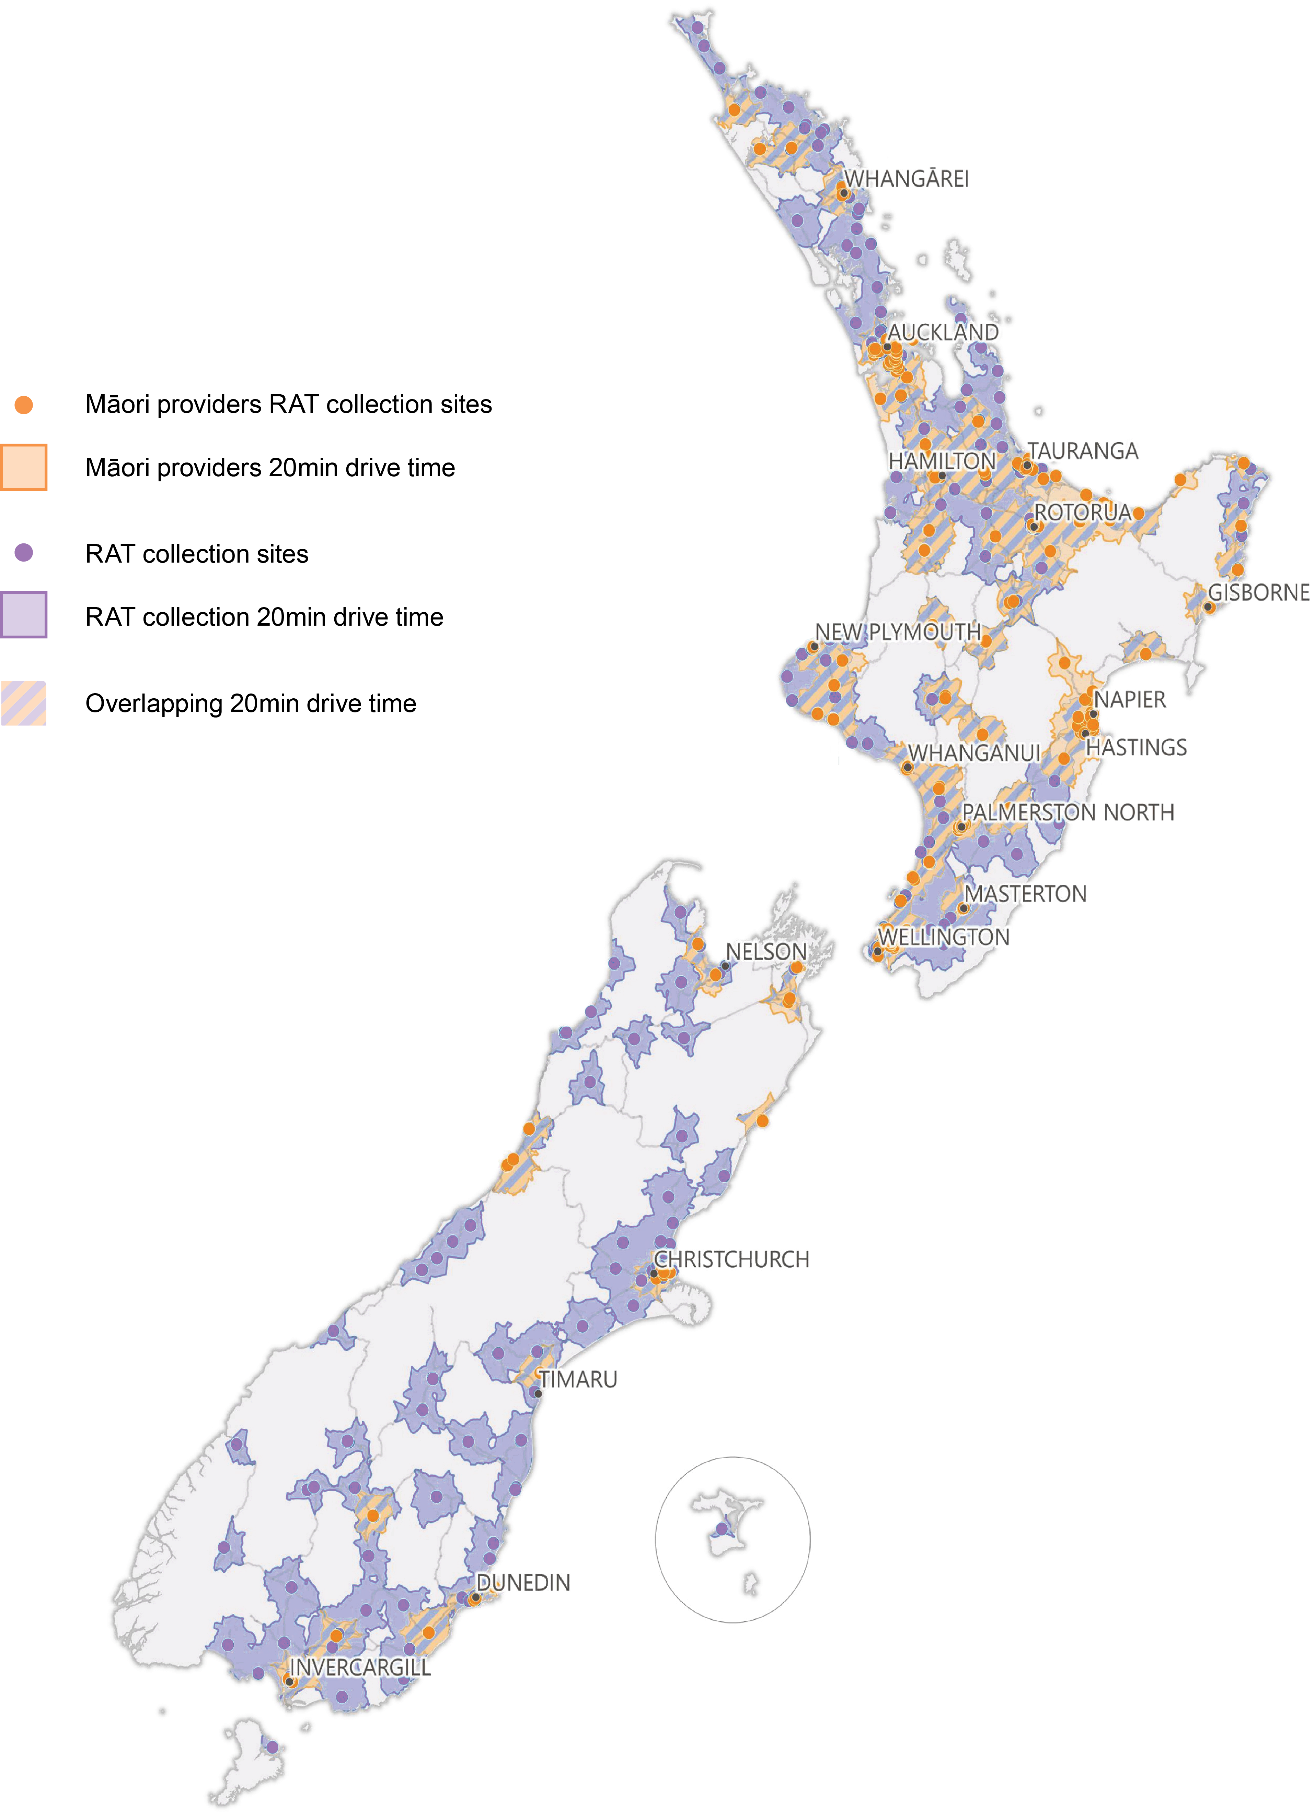 WHANGĀREI
AUCKLAND
Māori providers RAT collection sites
Māori providers 20min drive time
HAMILTON
TAURANGA
ROTORUA
RAT collection sites
RAT collection 20min drive time
GISBORNE
NEW PLYMOUTH
Overlapping 20min drive time
NAPIER
HASTINGS
WHANGANUI
PALMERSTON NORTH
MASTERTON
WELLINGTON
NELSON
CHRISTCHURCH
TIMARU
DUNEDIN
INVERCARGILL